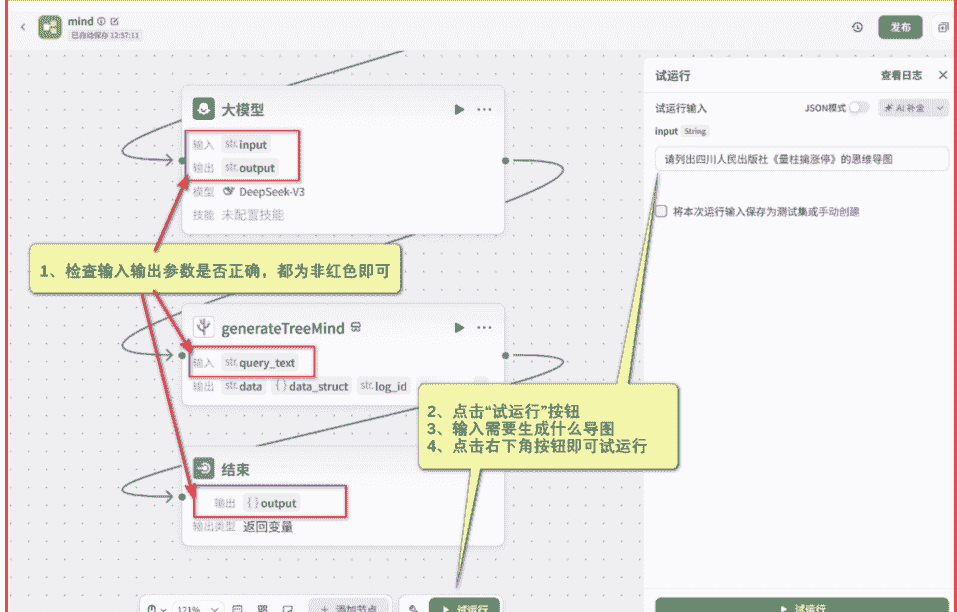 mind
已自动保存 12:37:11
发布
大模型
输入 str.input
输出 str.output
模型 DeepSeek-V3
技能 未配置技能
1、检查输入输出参数是否正确，都为非红色即可
generateTreeMind
输入 str.query_text
输出 str.data {}data_struct str.log_id
2、点击“试运行”按钮
3、输入需要生成什么导图
4、点击右下角按钮即可试运行
结束
输出 {}output
输出类型 返回变量
121%
添加节点
试运行
试运行
查看日志
试运行输入
JSON模式
AI 补全
input String
请列出四川人民出版社《量柱擒涨停》的思维导图
将本次运行输入保存为测试集或手动创建
试运行